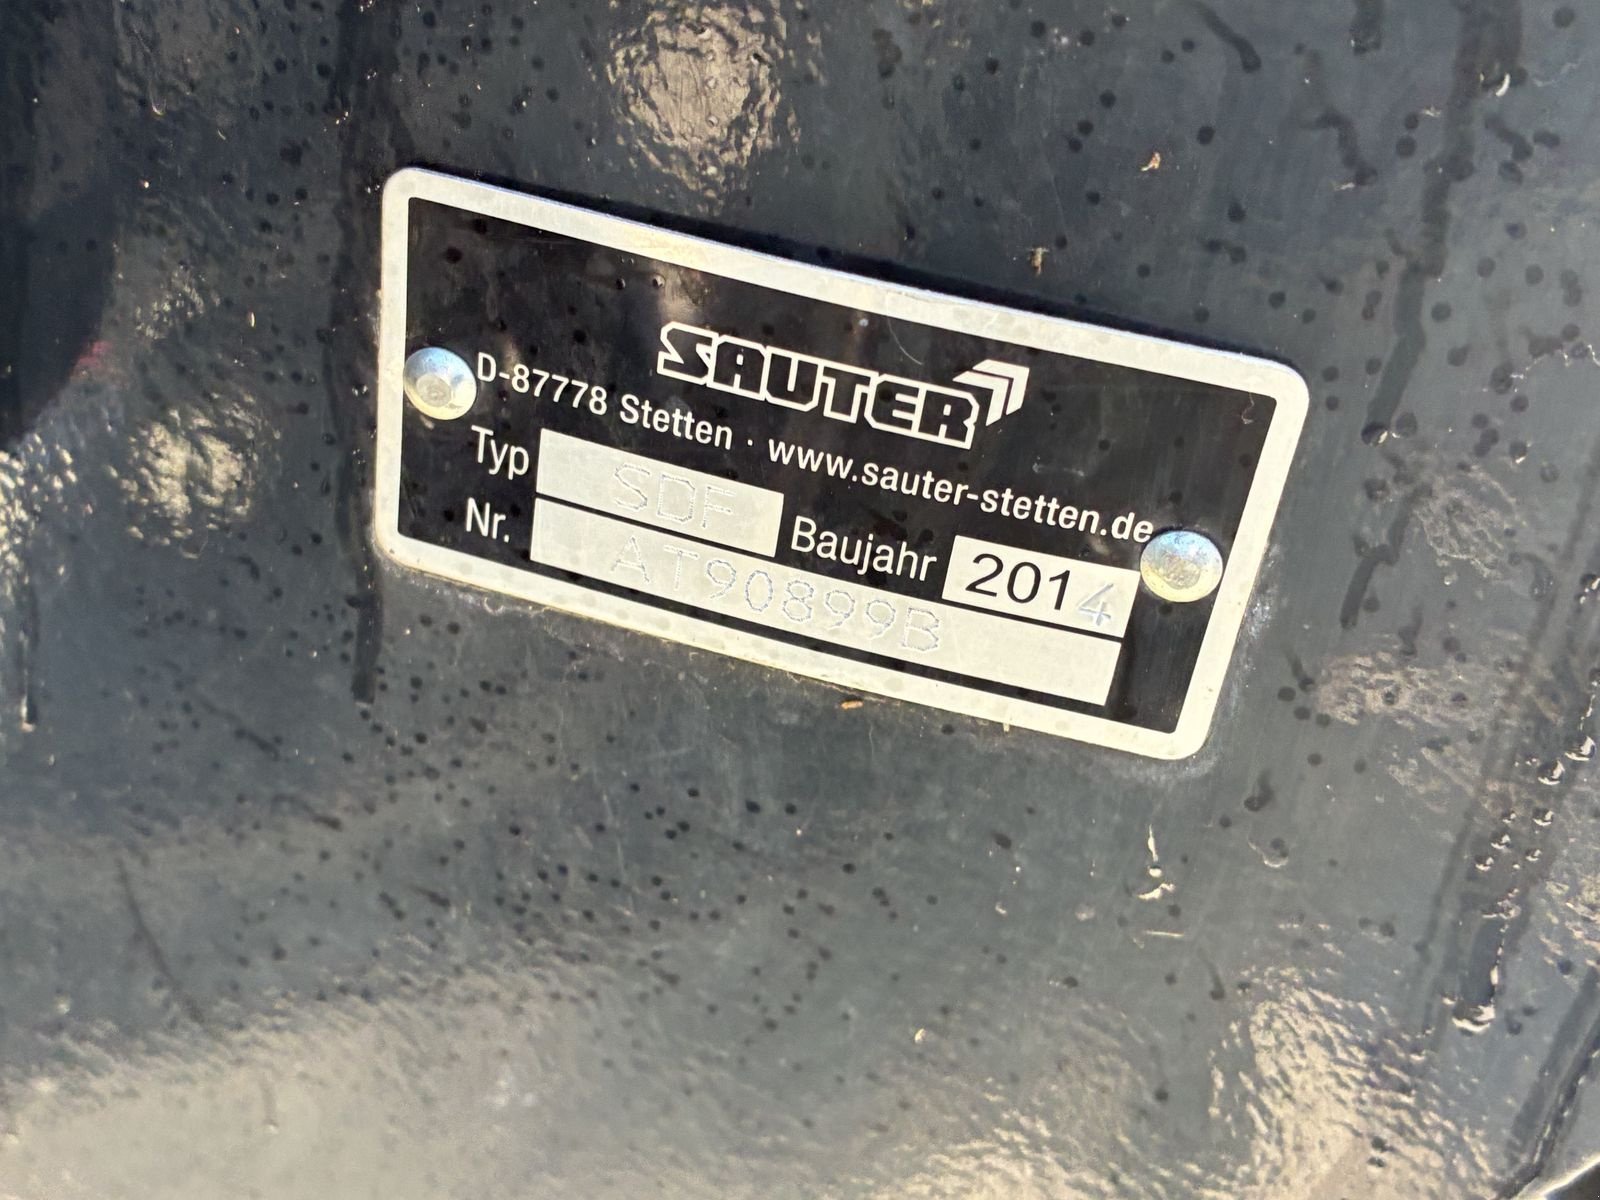 SAUTER
D-87778 Stetten · www.sauter-stetten.de
Typ SDF Baujahr 2014
Nr. AT90899B